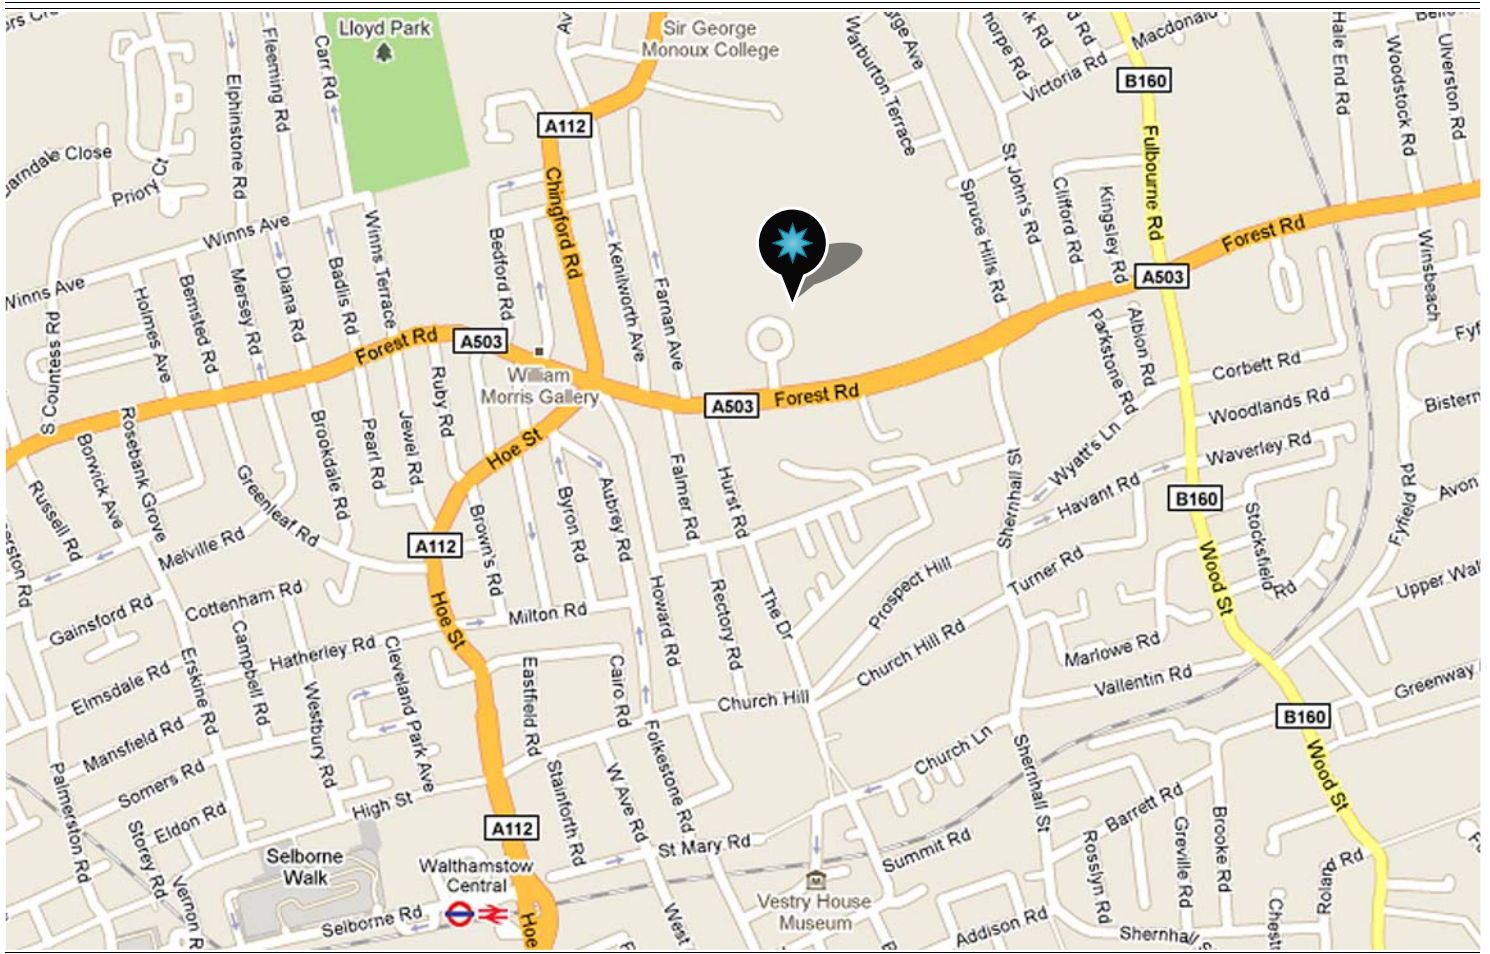 Lloyd Park
Sir George
Monoux College
Fleeming Rd
Elphinstone Rd
Carr Rd
Warburton Terrace
Victoria Rd
Macdonald
B160
Hale End Rd
Woodstock Rd
Ulverston Rd
A112
Priory Ct
Winns Ave
Winns Ave
Chingford Rd
Fulbourne Rd
St John's Rd
Spruce Hills Rd
Clifford Rd
Kingsley Rd
Forest Rd
A503
Winsbeach
Winns Terrace
Badlis Rd
Diana Rd
Mersey Rd
Bemsted Rd
Holmes Ave
S Countess Rd
Bedford Rd
Kenilworth Ave
Farnan Ave
Forest Rd
A503
William
Morris Gallery
A503
Forest Rd
Albion Rd
Parkstone Rd
Corbett Rd
Woodlands Rd
Waverley Rd
Wyatt's Ln
Havant Rd
B160
Bistern
Fyfield Rd
Avon
Ruby Rd
Jewel Rd
Pearl Rd
Brookdale Rd
Rosebank Grove
Borwick Ave
Russell Rd
Greenleaf Rd
Melville Rd
Hoe St
A112
Brown's Rd
Byron Rd
Aubrey Rd
Falmer Rd
Hurst Rd
Shernhall St
Stocksfield
Rd
Wood St
Upper Wal
Prospect Hill
Turner Rd
Gainsford Rd
Cottenham Rd
Campbell Rd
Erskine Rd
Hatherley Rd
Hoe St
Milton Rd
Howard Rd
Rectory Rd
The Dr
Church Hill Rd
Marlowe Rd
Vallentin Rd
Greenway
B160
Elmsdale Rd
Mansfield Rd
Somers Rd
Westbury Rd
Cleveland Park Ave
Eastfield Rd
Cairo Rd
Church Hill
Folkestone Rd
Church Ln
Shernhall St
Wood St
Palmerston Rd
Storey Rd
Eldon Rd
High St
A112
Stainforth Rd
W Ave Rd
St Mary Rd
Summit Rd
Barrett Rd
Rosslyn Rd
Greville Rd
Brooke Rd
Selborne
Walk
Walthamstow
Central
Vestry House
Museum
Vernon R
Selborne Rd
Hoe
West
Addison Rd
Shernhall S
Chest
Roland Rd